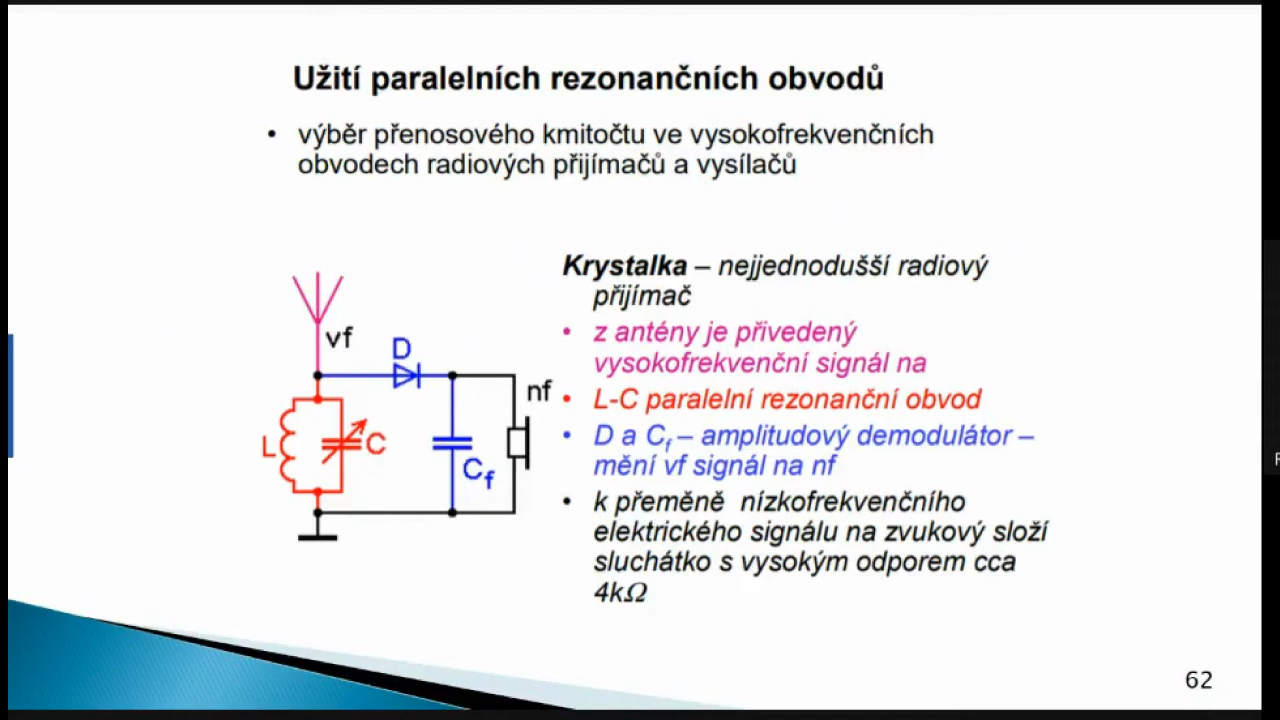 Užití paralelních rezonančních obvodů
• výběr přenosového kmitočtu ve vysokofrekvenčních
obvodech radiových přijímačů a vysílačů
Krystalka – nejjednodušší radiový
přijímač
• z antény je přivedený
vysokofrekvenční signál na
• L-C paralelní rezonanční obvod
• D a Cf – amplitudový demodulátor –
mění vf signál na nf
• k přeměně nízkofrekvenčního
elektrického signálu na zvukový složí
sluchátko s vysokým odporem cca
4kΩ
vf
D
nf
L
C
Cf
62